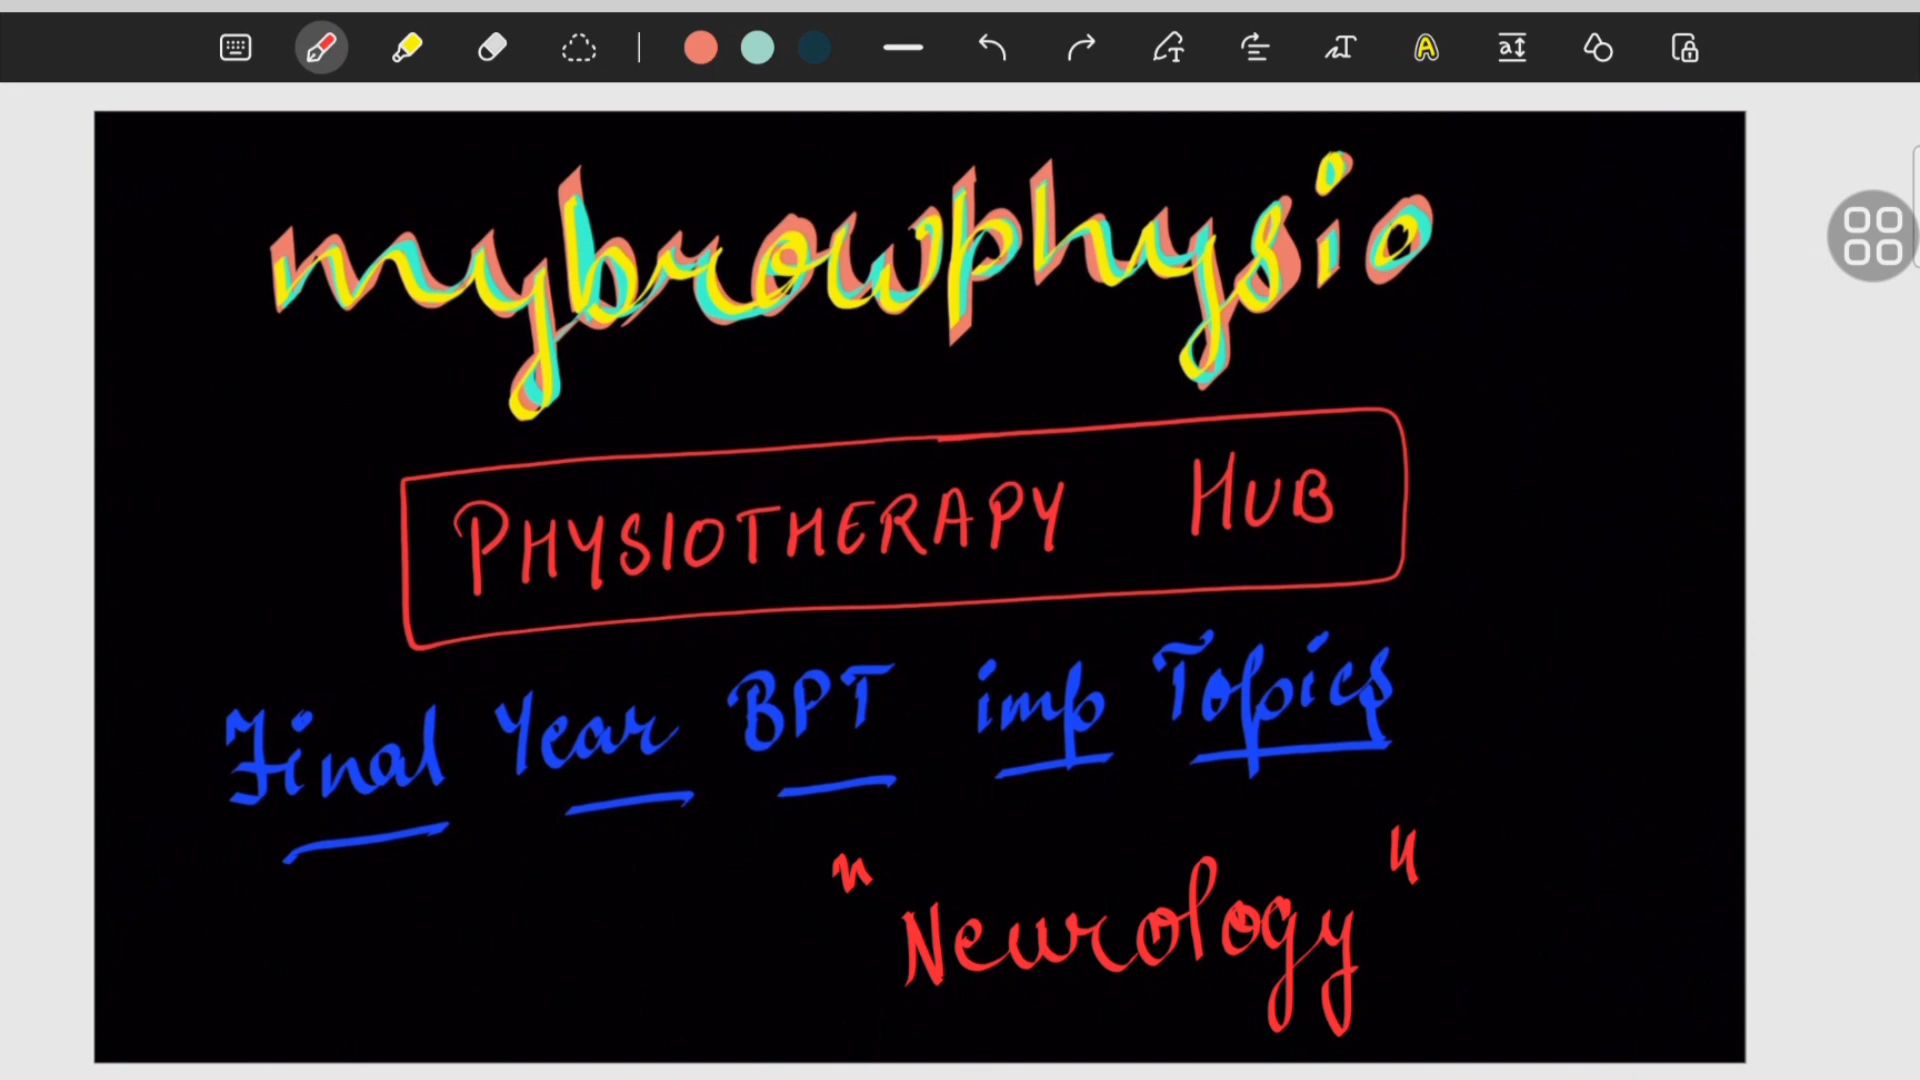 mybrowphysio
PHYSIOTHERAPY HUB
Final Year BPT imp Topics
"Neurology"